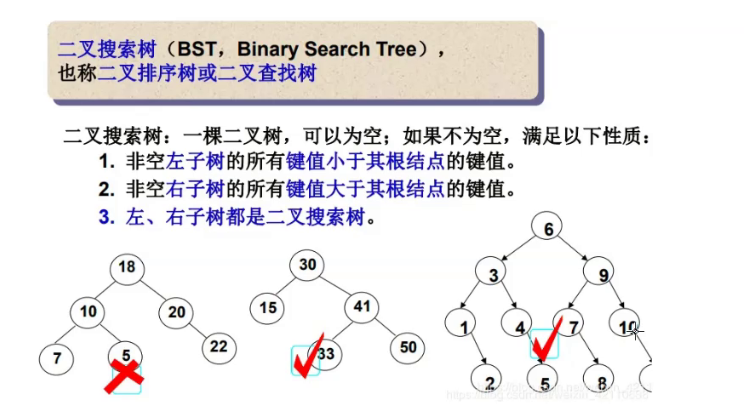 二叉搜索树（BST，Binary Search Tree），
也称二叉排序树或二叉查找树
二叉搜索树：一棵二叉树，可以为空；如果不为空，满足以下性质：
1. 非空左子树的所有键值小于其根结点的键值。
2. 非空右子树的所有键值大于其根结点的键值。
3. 左、右子树都是二叉搜索树。
18
10 20
7 5 22
30
15 41
33 50
6
3 9
1 4 7 10
2 5 8